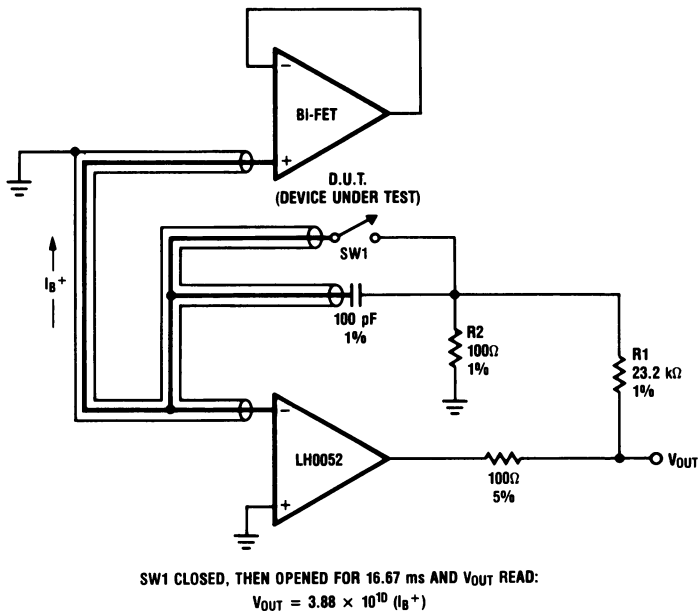 −
BI-FET
+
D.U.T.
(DEVICE UNDER TEST)
SW1
IB+
100 pF
1%
R2
100Ω
1%
R1
23.2 kΩ
1%
−
LH0052
+
100Ω
5%
VOUT
SW1 CLOSED, THEN OPENED FOR 16.67 ms AND VOUT READ:
VOUT = 3.88 × 10¹⁰ (IB+)